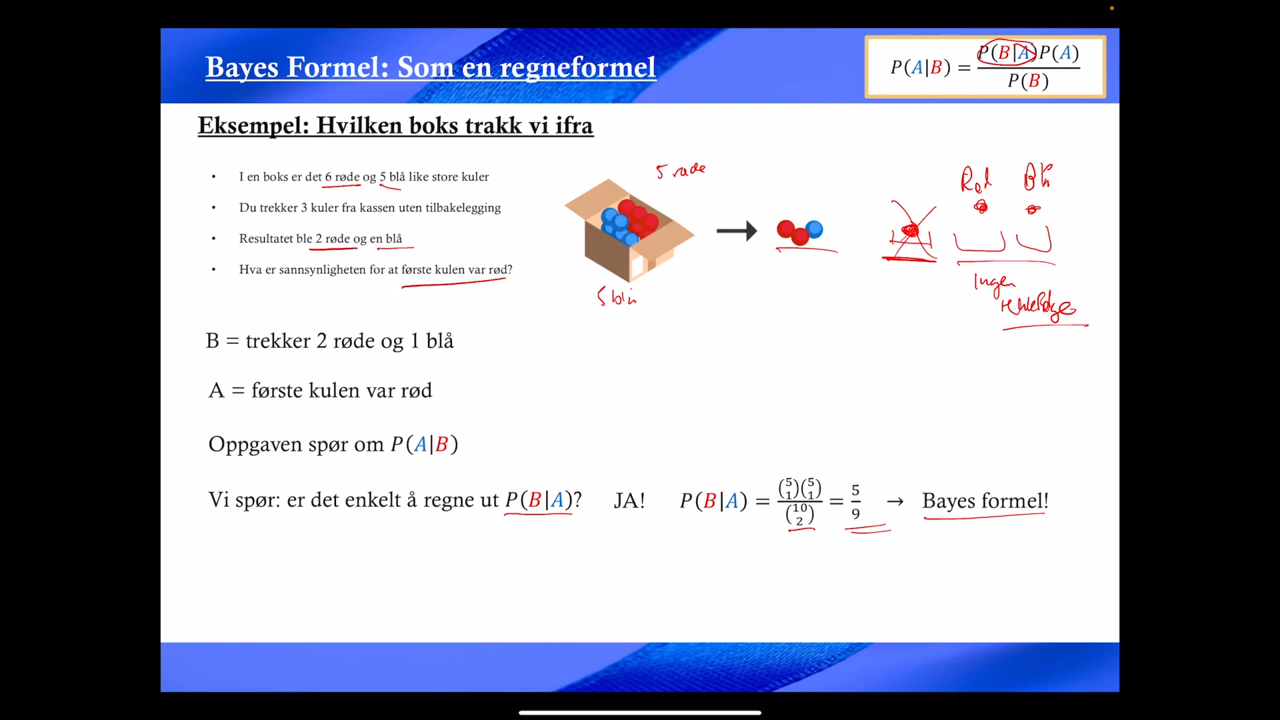 Bayes Formel: Som en regneformel
P(A|B) = P(B|A)P(A) / P(B)
Eksempel: Hvilken boks trakk vi ifra
• I en boks er det 6 røde og 5 blå like store kuler
• Du trekker 3 kuler fra kassen uten tilbakelegging
• Resultatet ble 2 røde og en blå
• Hva er sannsynligheten for at første kulen var rød?
5 røde
5 blå
Rød Blå
Ingen
rekkefølge
B = trekker 2 røde og 1 blå
A = første kulen var rød
Oppgaven spør om P(A|B)
Vi spør: er det enkelt å regne ut P(B|A)? JA! P(B|A) = (5 1)(5 1) / (10 2) = 5/9 → Bayes formel!